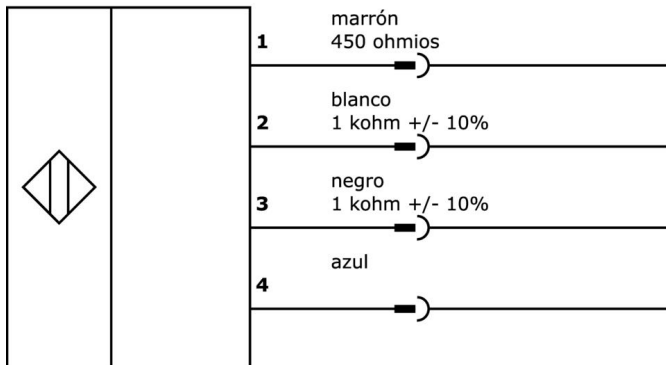 marrón
1 450 ohmios
blanco
2 1 kohm +/- 10%
negro
3 1 kohm +/- 10%
azul
4